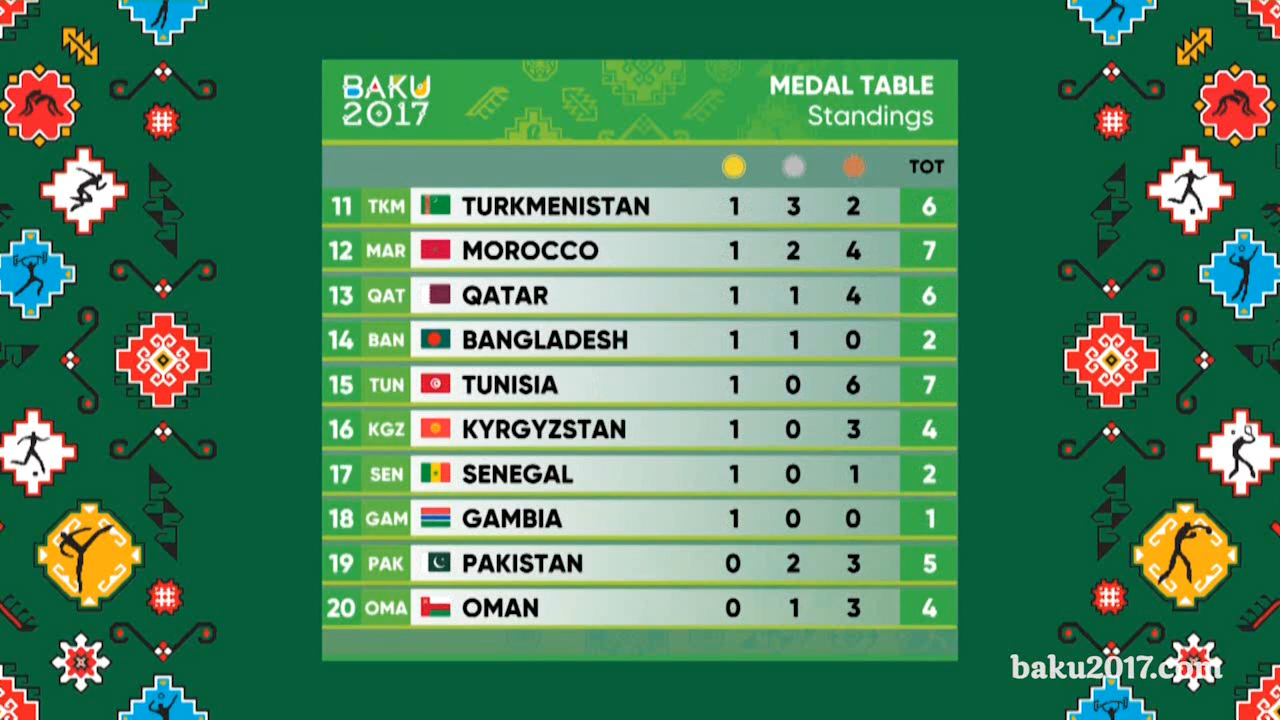 BAKU
2017
MEDAL TABLE
Standings
TOT
11 TKM TURKMENISTAN 1 3 2 6
12 MAR MOROCCO 1 2 4 7
13 QAT QATAR 1 1 4 6
14 BAN BANGLADESH 1 1 0 2
15 TUN TUNISIA 1 0 6 7
16 KGZ KYRGYZSTAN 1 0 3 4
17 SEN SENEGAL 1 0 1 2
18 GAM GAMBIA 1 0 0 1
19 PAK PAKISTAN 0 2 3 5
20 OMA OMAN 0 1 3 4
baku2017.com